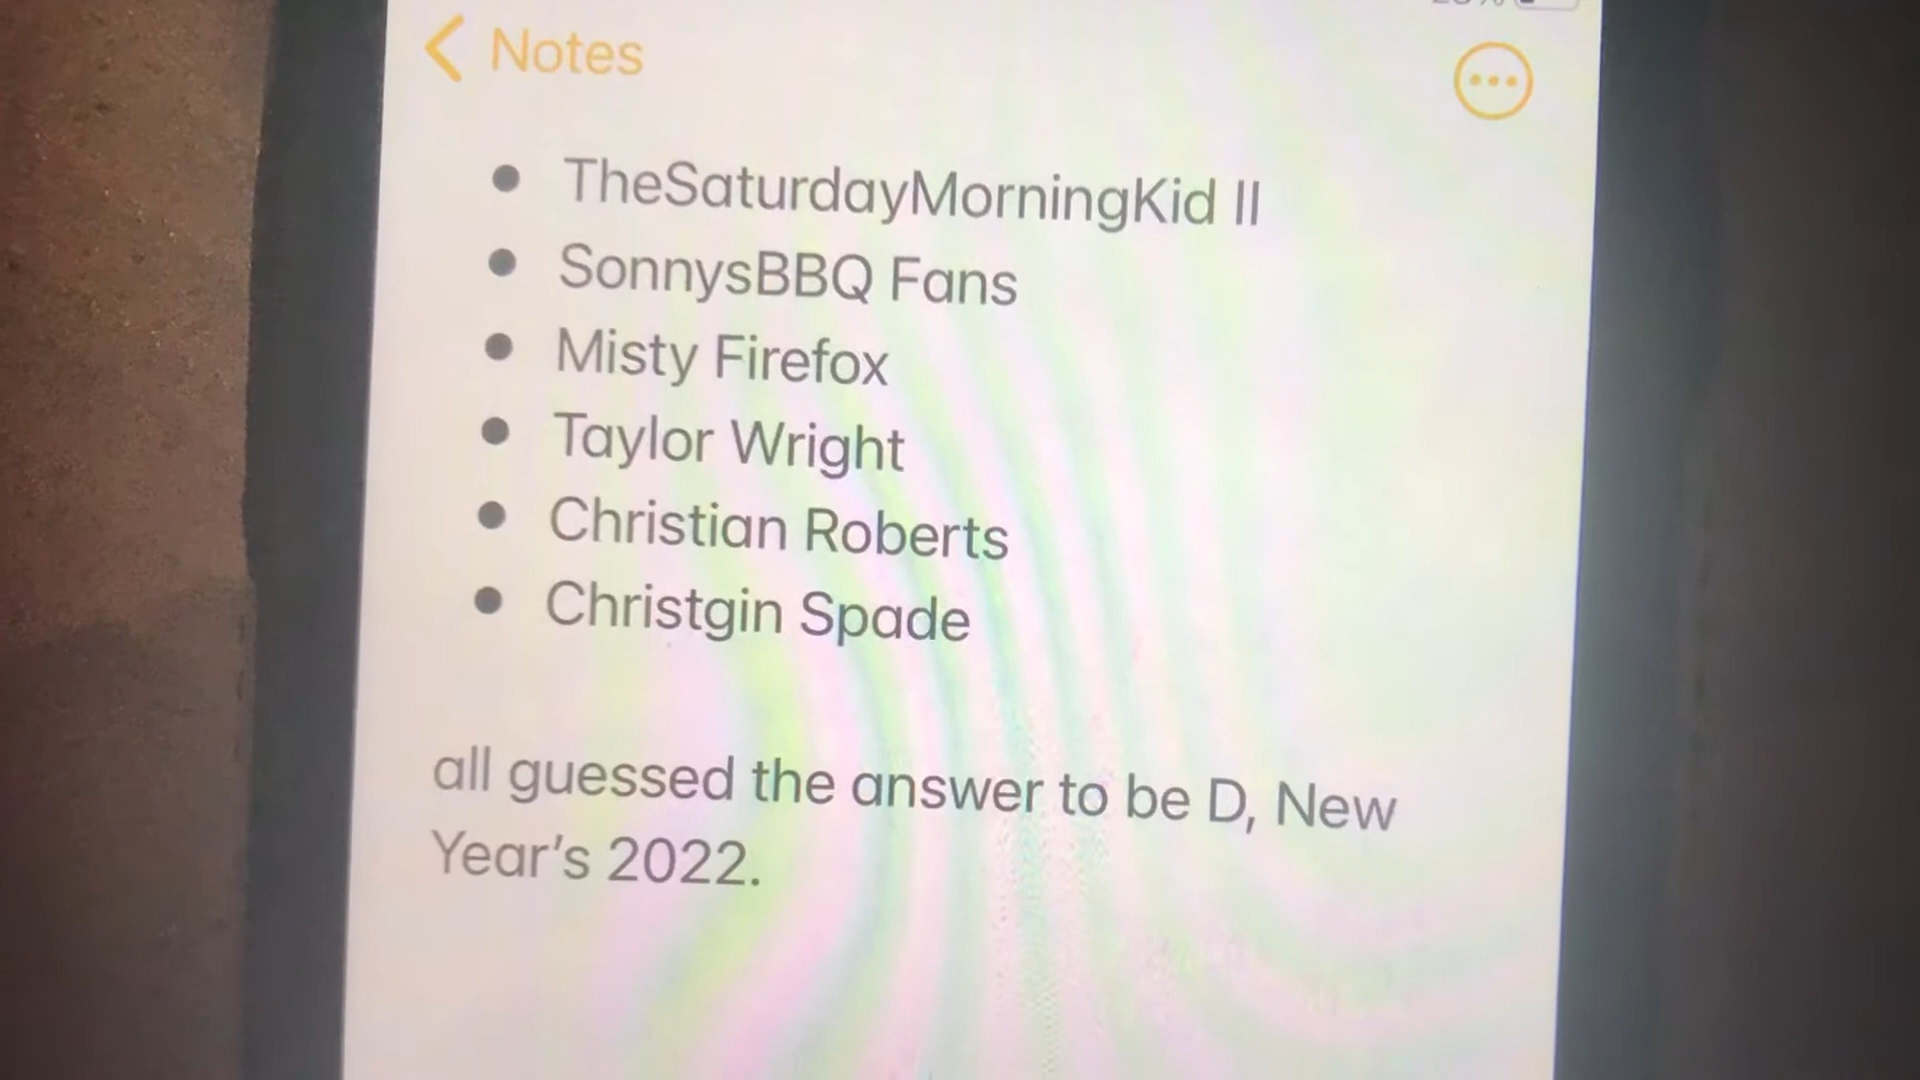 Notes
TheSaturdayMorningKid II
SonnysBBQ Fans
Misty Firefox
Taylor Wright
Christian Roberts
Christgin Spade
all guessed the answer to be D, New
Year's 2022.